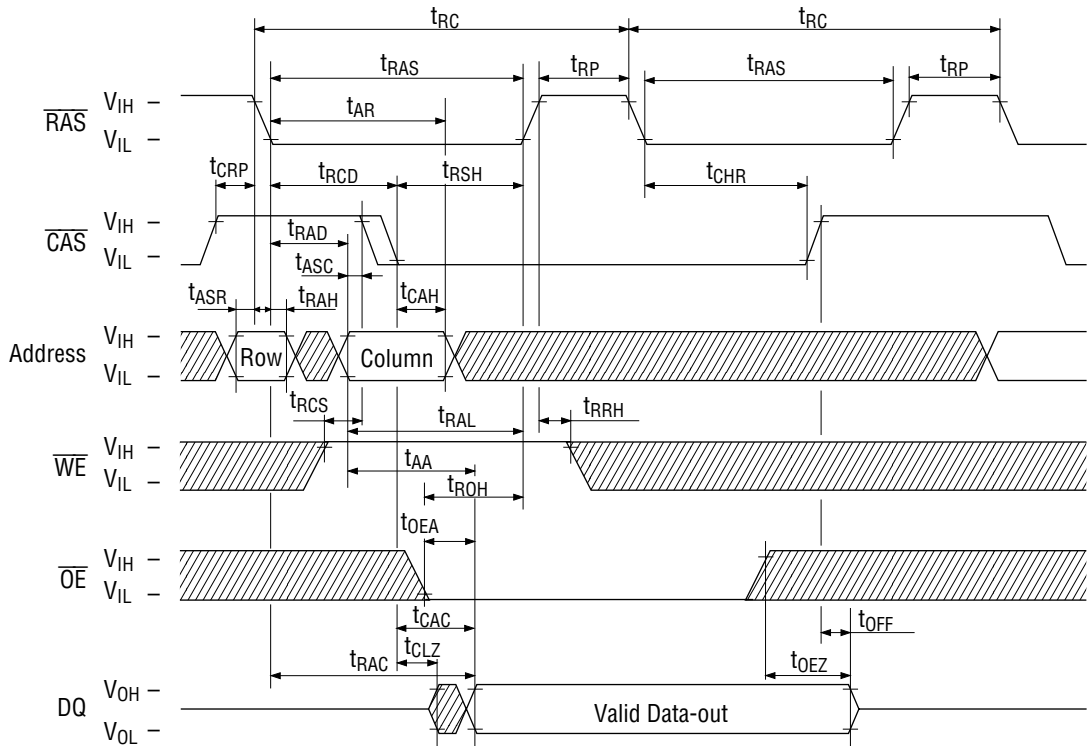 tRC tRC
tRAS tRP tRAS tRP
VIH –
RAS
tAR
VIL –
tCRP tRCD tRSH tCHR
VIH –
CAS
tRAD
VIL –
tASC
tASR tRAH tCAH
VIH –
Address Row Column
VIL –
tRCS tRAL tRRH
VIH –
WE
tAA
VIL –
tROH
tOEA
VIH –
OE
VIL –
tCAC tOFF
tCLZ
tRAC tOEZ
VOH –
DQ Valid Data-out
VOL –